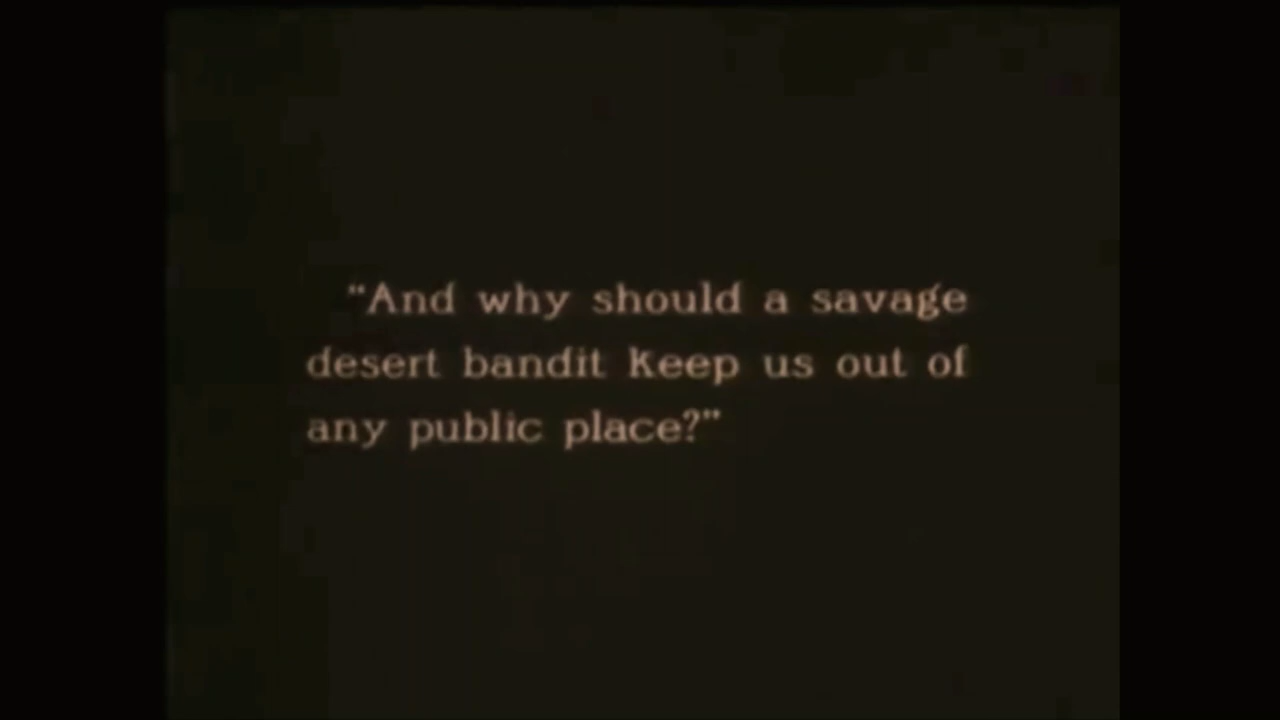 “And why should a savage
desert bandit keep us out of
any public place?”